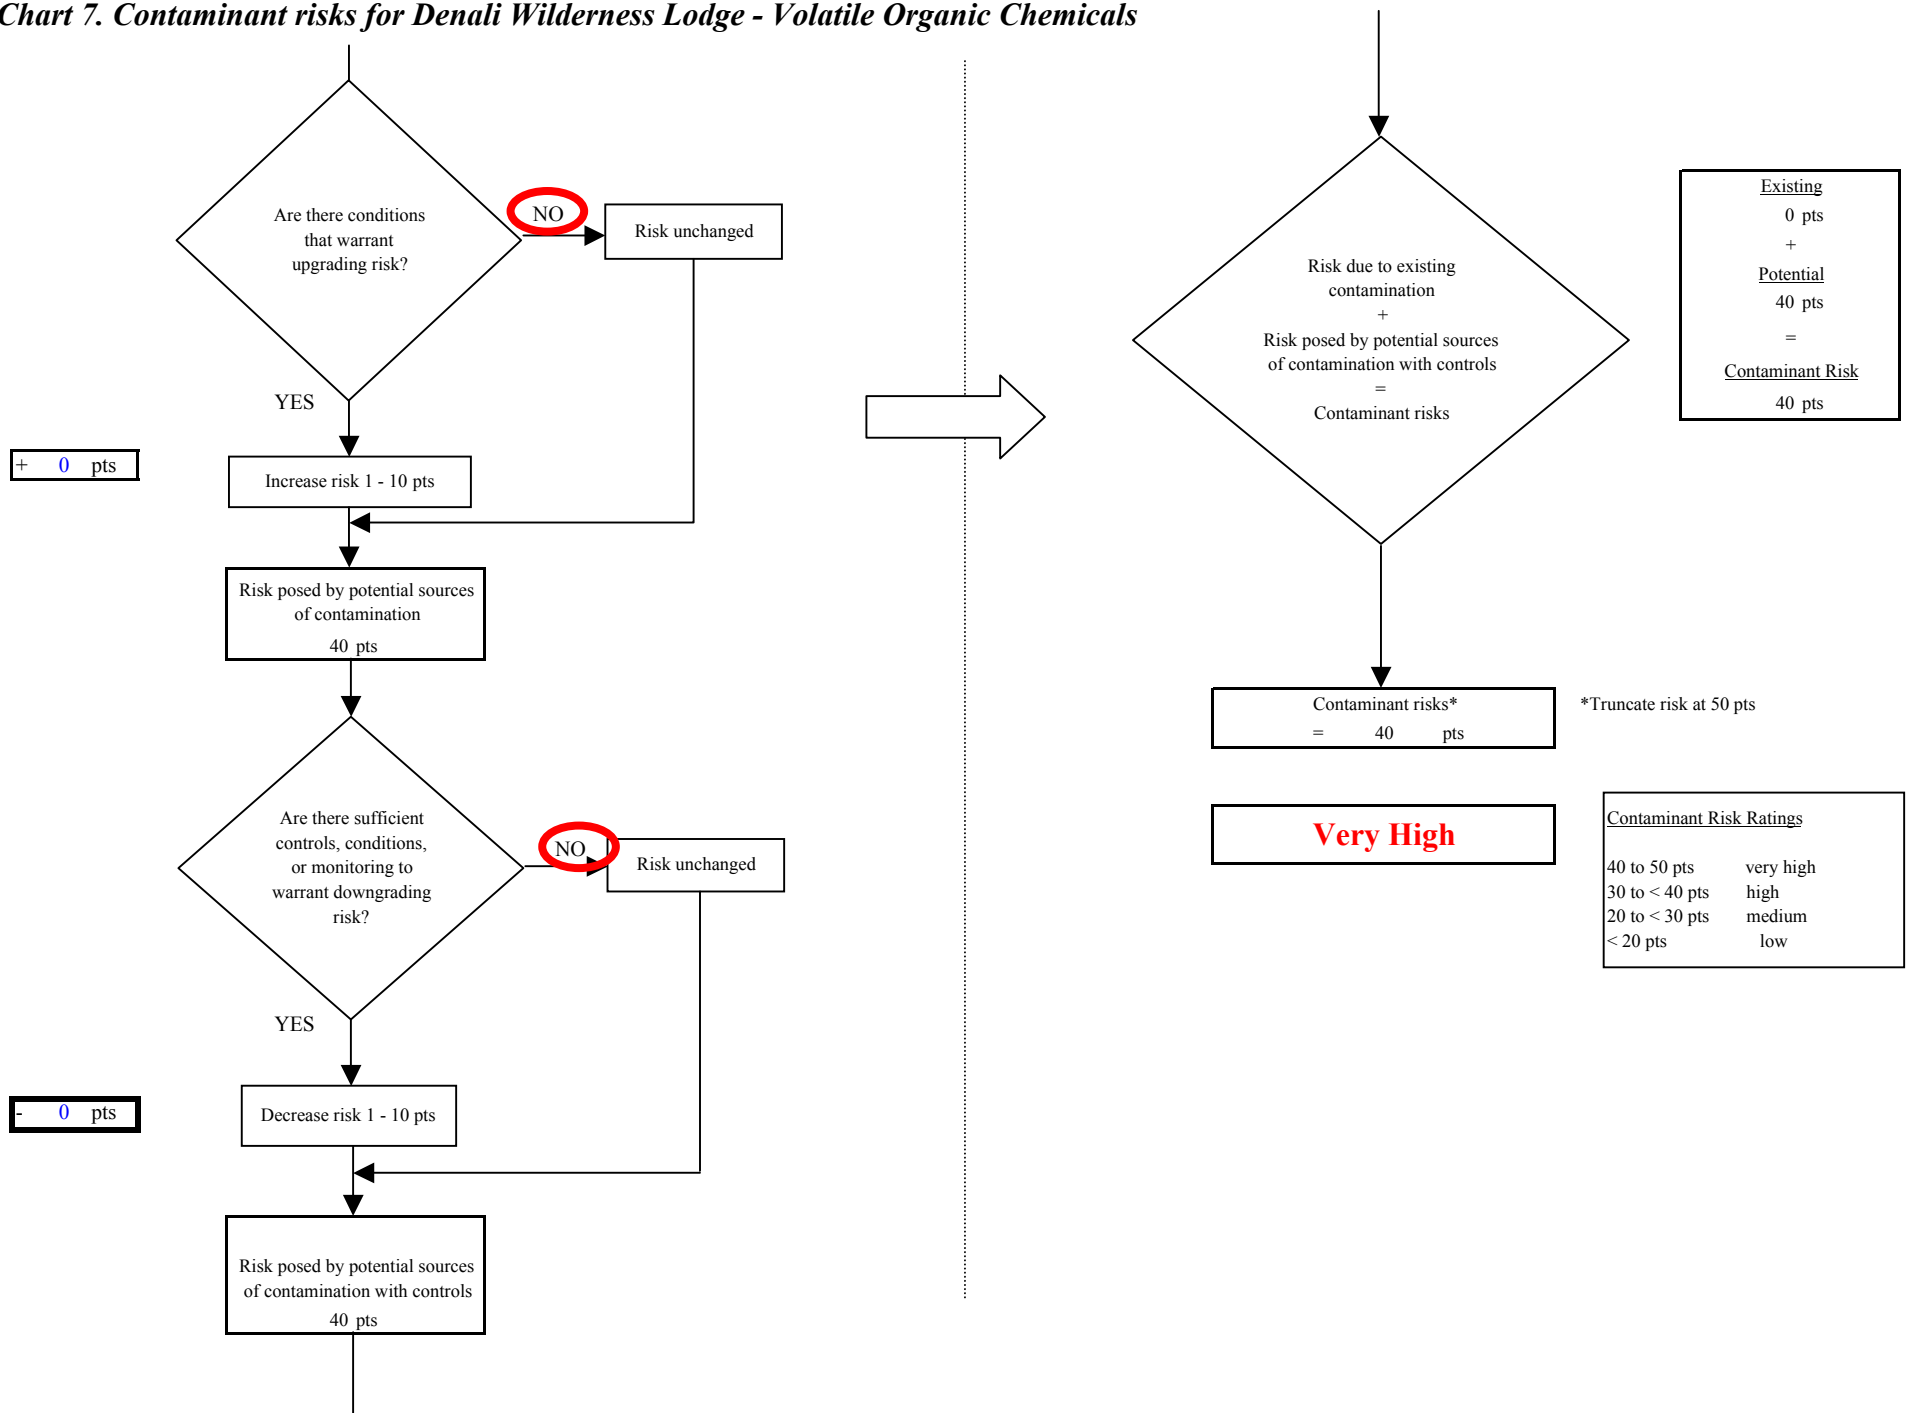 Chart 7. Contaminant risks for Denali Wilderness Lodge - Volatile Organic Chemicals
Are there conditions
that warrant
upgrading risk?
NO
Risk unchanged
YES
+ 0 pts
Increase risk 1 - 10 pts
Risk posed by potential sources
of contamination
40 pts
Are there sufficient
controls, conditions,
or monitoring to
warrant downgrading
risk?
NO
Risk unchanged
YES
- 0 pts
Decrease risk 1 - 10 pts
Risk posed by potential sources
of contamination with controls
40 pts
Risk due to existing
contamination
+
Risk posed by potential sources
of contamination with controls
=
Contaminant risks
Existing
0 pts
+
Potential
40 pts
=
Contaminant Risk
40 pts
Contaminant risks*
= 40 pts
*Truncate risk at 50 pts
Very High
Contaminant Risk Ratings
40 to 50 pts very high
30 to < 40 pts high
20 to < 30 pts medium
< 20 pts low